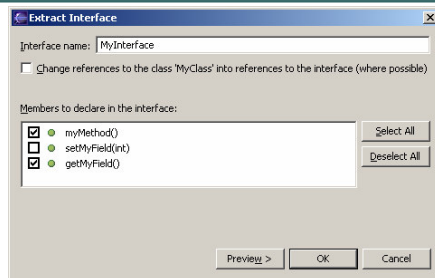 Extract Interface
Interface name: MyInterface
Change references to the class 'MyClass' into references to the interface (where possible)
Members to declare in the interface:
myMethod()
setMyField(int)
getMyField()
Select All
Deselect All
Preview > OK Cancel